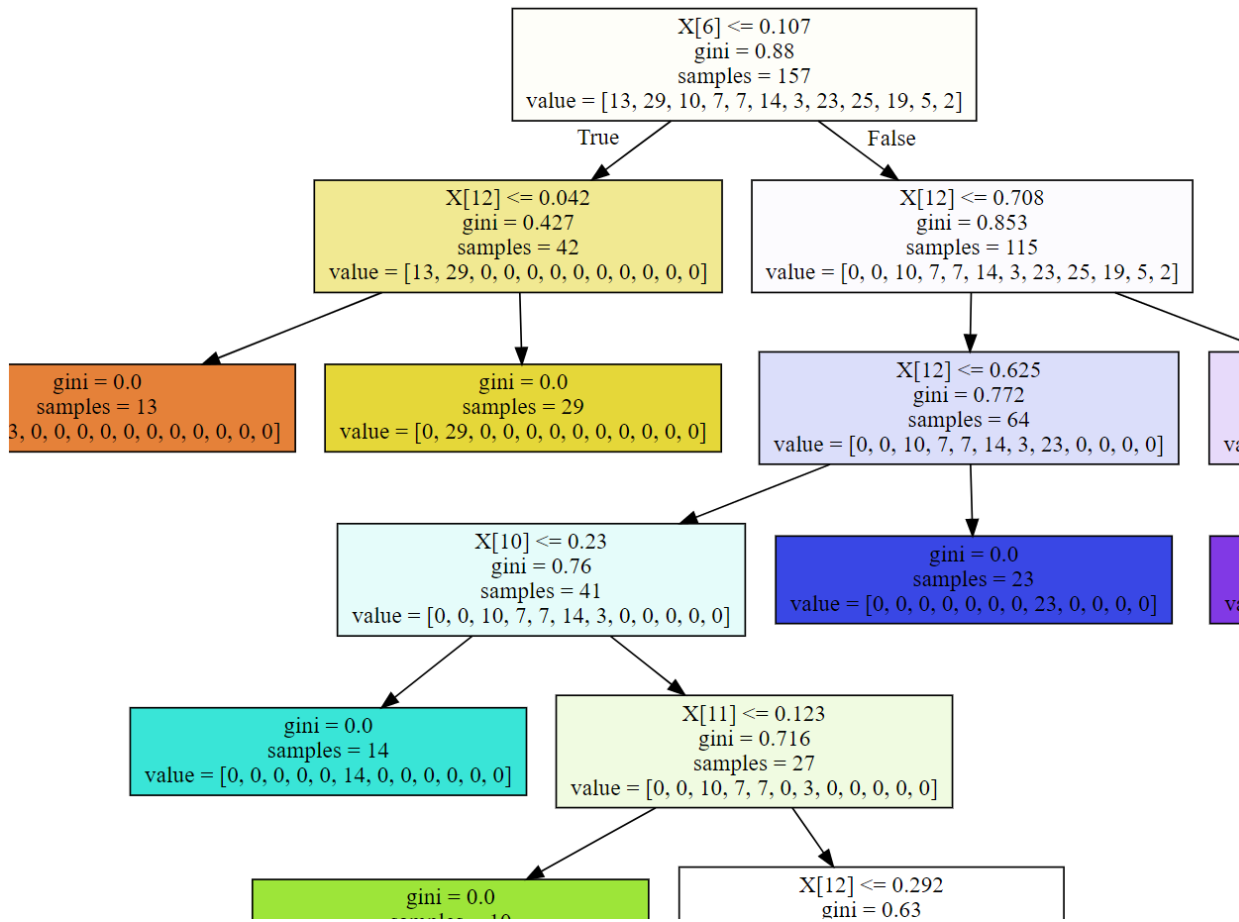 X[6] <= 0.107
gini = 0.88
samples = 157
value = [13, 29, 10, 7, 7, 14, 3, 23, 25, 19, 5, 2]
True
False
X[12] <= 0.042
gini = 0.427
samples = 42
value = [13, 29, 0, 0, 0, 0, 0, 0, 0, 0, 0, 0]
X[12] <= 0.708
gini = 0.853
samples = 115
value = [0, 0, 10, 7, 7, 14, 3, 23, 25, 19, 5, 2]
gini = 0.0
samples = 13
3, 0, 0, 0, 0, 0, 0, 0, 0, 0, 0, 0]
gini = 0.0
samples = 29
value = [0, 29, 0, 0, 0, 0, 0, 0, 0, 0, 0, 0]
X[12] <= 0.625
gini = 0.772
samples = 64
value = [0, 0, 10, 7, 7, 14, 3, 23, 0, 0, 0, 0]
va
X[10] <= 0.23
gini = 0.76
samples = 41
value = [0, 0, 10, 7, 7, 14, 3, 0, 0, 0, 0, 0]
gini = 0.0
samples = 23
value = [0, 0, 0, 0, 0, 0, 0, 23, 0, 0, 0, 0]
va
gini = 0.0
samples = 14
value = [0, 0, 0, 0, 0, 14, 0, 0, 0, 0, 0, 0]
X[11] <= 0.123
gini = 0.716
samples = 27
value = [0, 0, 10, 7, 7, 0, 3, 0, 0, 0, 0, 0]
gini = 0.0
X[12] <= 0.292
gini = 0.63